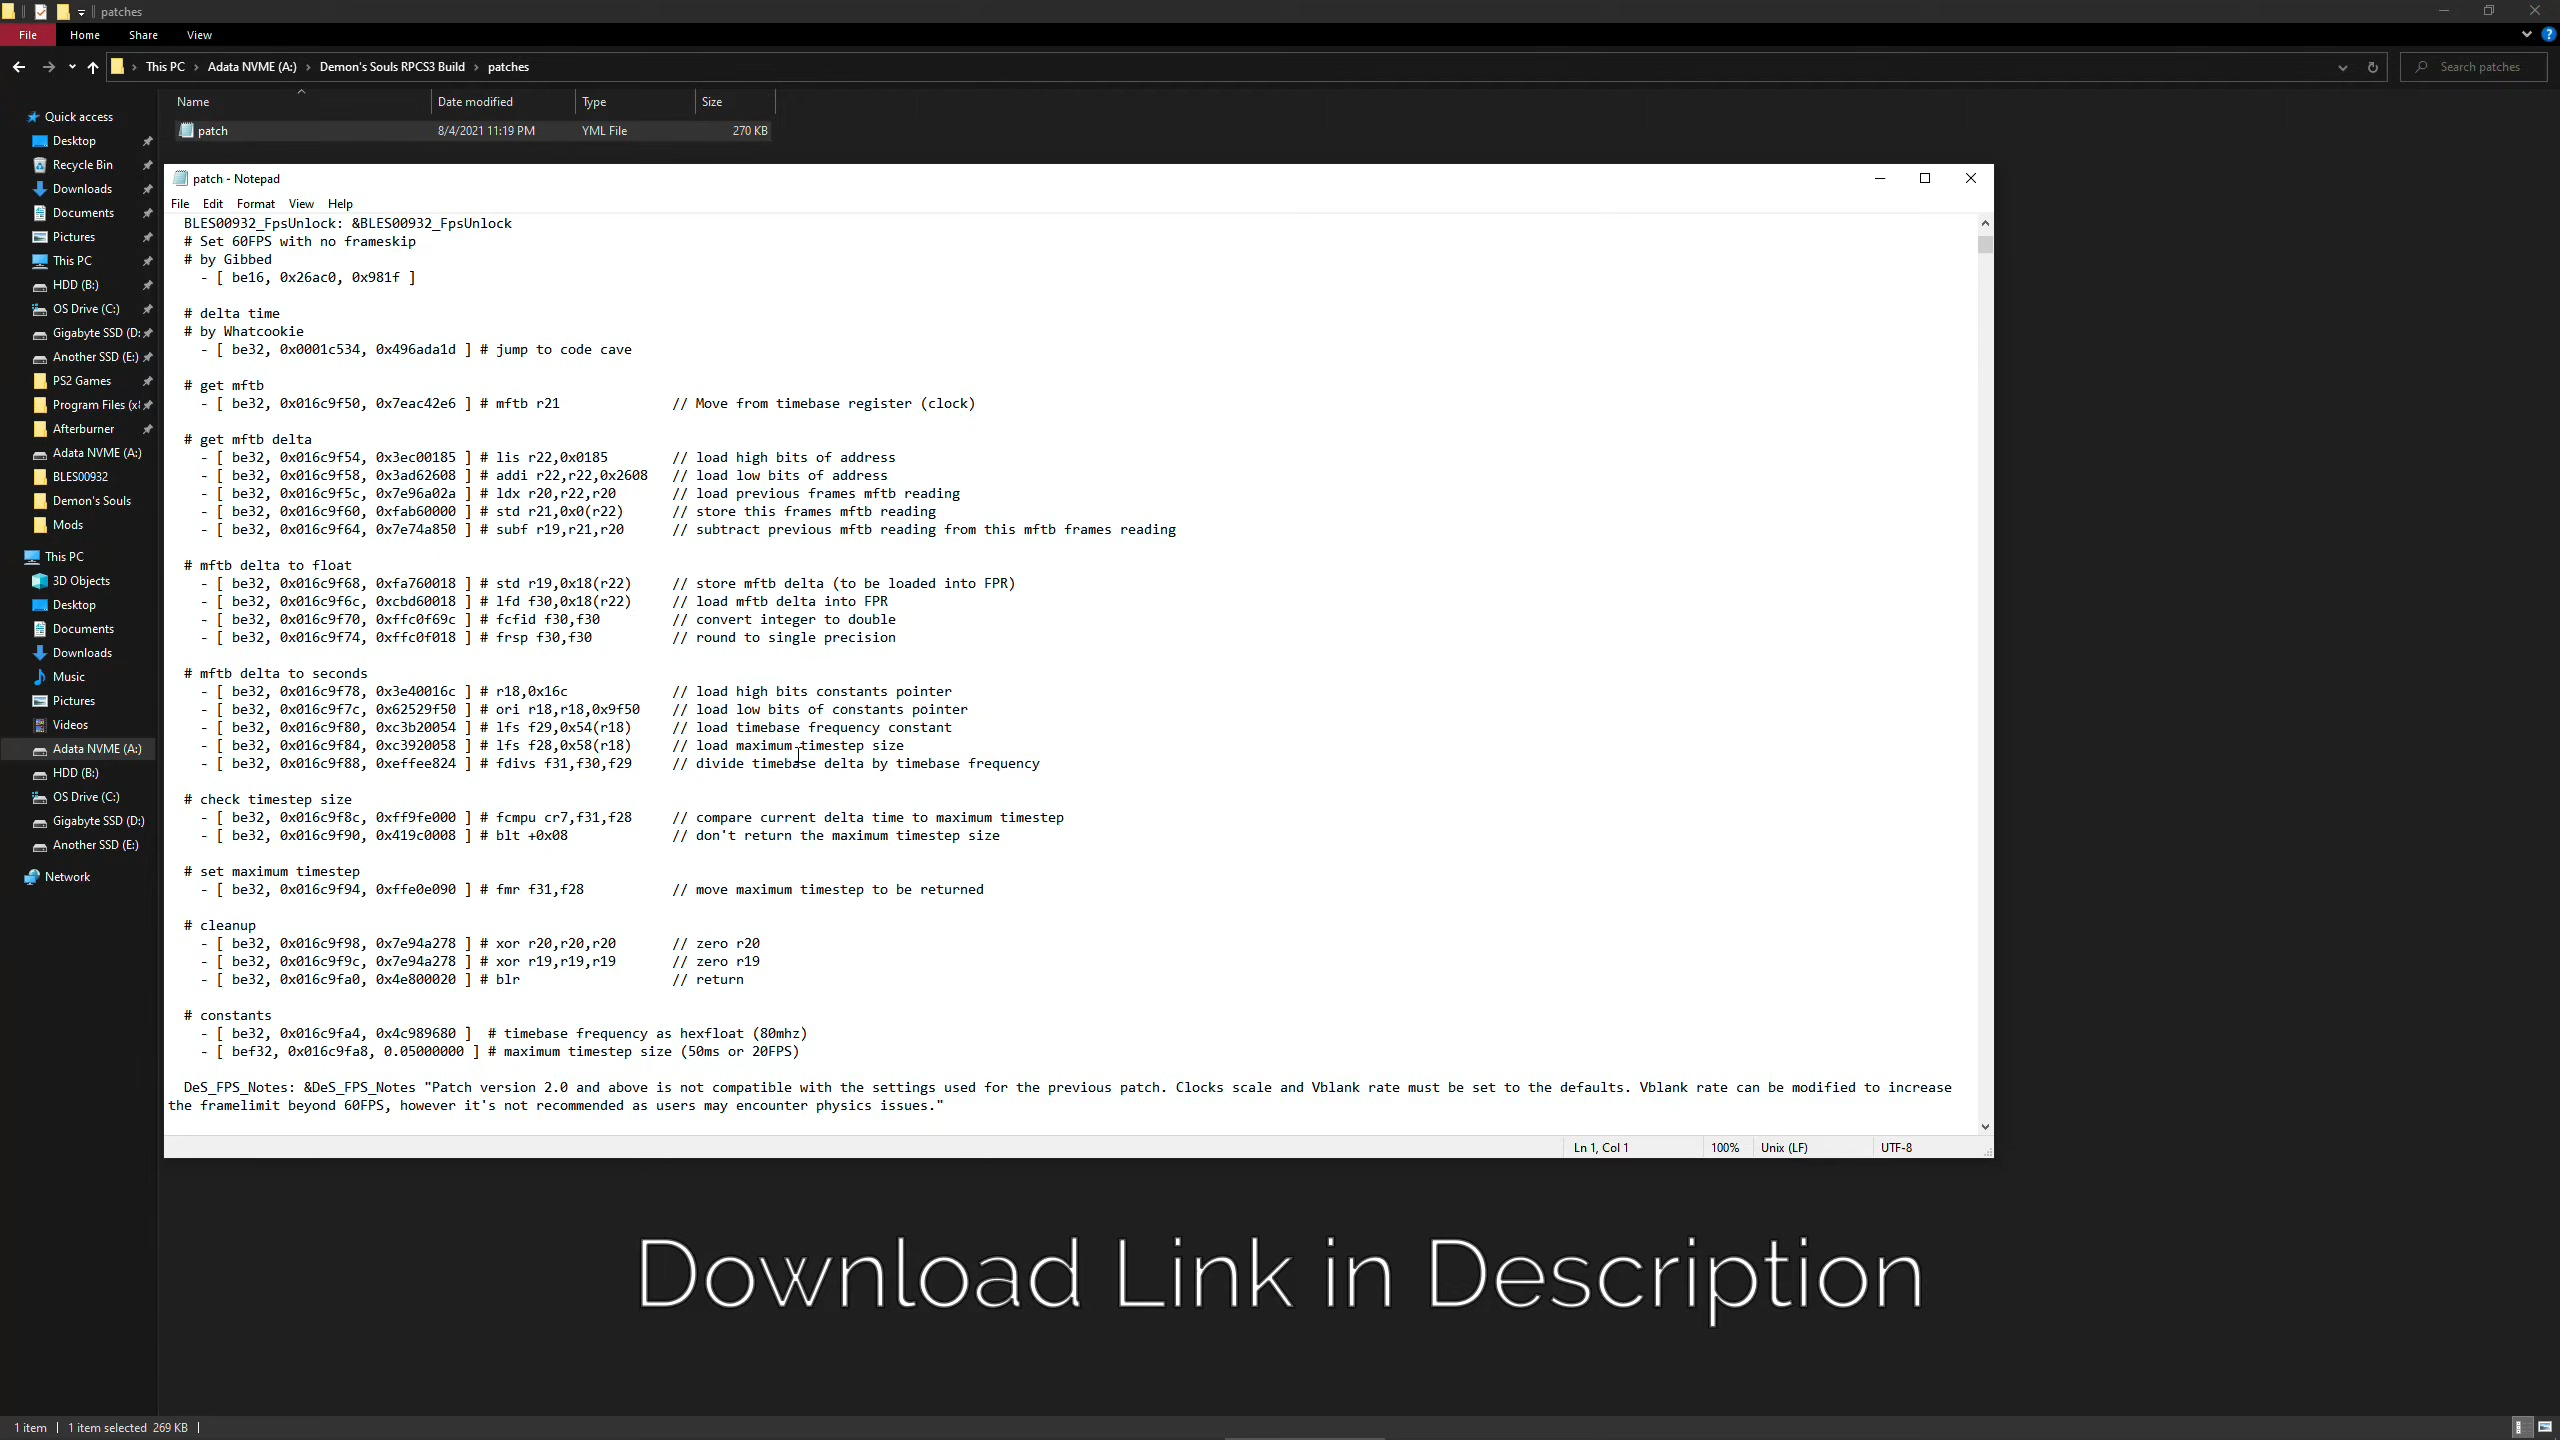 patches
File Home Share View
This PC Adata NVME (A:) Demon's Souls RPCS3 Build patches
Search patches
Name Date modified Type Size
patch 8/4/2021 11:19 PM YML File 270 KB
Quick access
Desktop
Recycle Bin
Downloads
Documents
Pictures
This PC
HDD (B:)
OS Drive (C:)
Gigabyte SSD (D:
Another SSD (E:)
PS2 Games
Program Files (x
Afterburner
Adata NVME (A:)
BLES00932
Demon's Souls
Mods
This PC
3D Objects
Desktop
Documents
Downloads
Music
Pictures
Videos
Adata NVME (A:)
HDD (B:)
OS Drive (C:)
Gigabyte SSD (D:)
Another SSD (E:)
Network
patch - Notepad
File Edit Format View Help
BLES00932_FpsUnlock: &BLES00932_FpsUnlock
# Set 60FPS with no frameskip
# by Gibbed
- [ be16, 0x26ac0, 0x981f ]
# delta time
# by Whatcookie
- [ be32, 0x0001c534, 0x496ada1d ] # jump to code cave
# get mftb
- [ be32, 0x016c9f50, 0x7eac42e6 ] # mftb r21 // Move from timebase register (clock)
# get mftb delta
- [ be32, 0x016c9f54, 0x3ec00185 ] # lis r22,0x0185 // load high bits of address
- [ be32, 0x016c9f58, 0x3ad62608 ] # addi r22,r22,0x2608 // load low bits of address
- [ be32, 0x016c9f5c, 0x7e96a02a ] # ldx r20,r22,r20 // load previous frames mftb reading
- [ be32, 0x016c9f60, 0xfab60000 ] # std r21,0x0(r22) // store this frames mftb reading
- [ be32, 0x016c9f64, 0x7e74a850 ] # subf r19,r21,r20 // subtract previous mftb reading from this mftb frames reading
# mftb delta to float
- [ be32, 0x016c9f68, 0xfa760018 ] # std r19,0x18(r22) // store mftb delta (to be loaded into FPR)
- [ be32, 0x016c9f6c, 0xcbd60018 ] # lfd f30,0x18(r22) // load mftb delta into FPR
- [ be32, 0x016c9f70, 0xffc0f69c ] # fcfid f30,f30 // convert integer to double
- [ be32, 0x016c9f74, 0xffc0f018 ] # frsp f30,f30 // round to single precision
# mftb delta to seconds
- [ be32, 0x016c9f78, 0x3e40016c ] # r18,0x16c // load high bits constants pointer
- [ be32, 0x016c9f7c, 0x62529f50 ] # ori r18,r18,0x9f50 // load low bits of constants pointer
- [ be32, 0x016c9f80, 0xc3b20054 ] # lfs f29,0x54(r18) // load timebase frequency constant
- [ be32, 0x016c9f84, 0xc3920058 ] # lfs f28,0x58(r18) // load maximum timestep size
- [ be32, 0x016c9f88, 0xeffee824 ] # fdivs f31,f30,f29 // divide timebase delta by timebase frequency
# check timestep size
- [ be32, 0x016c9f8c, 0xff9fe000 ] # fcmpu cr7,f31,f28 // compare current delta time to maximum timestep
- [ be32, 0x016c9f90, 0x419c0008 ] # blt +0x08 // don't return the maximum timestep size
# set maximum timestep
- [ be32, 0x016c9f94, 0xffe0e090 ] # fmr f31,f28 // move maximum timestep to be returned
# cleanup
- [ be32, 0x016c9f98, 0x7e94a278 ] # xor r20,r20,r20 // zero r20
- [ be32, 0x016c9f9c, 0x7e94a278 ] # xor r19,r19,r19 // zero r19
- [ be32, 0x016c9fa0, 0x4e800020 ] # blr // return
# constants
- [ be32, 0x016c9fa4, 0x4c989680 ] # timebase frequency as hexfloat (80mhz)
- [ bef32, 0x016c9fa8, 0.05000000 ] # maximum timestep size (50ms or 20FPS)
DeS_FPS_Notes: &DeS_FPS_Notes "Patch version 2.0 and above is not compatible with the settings used for the previous patch. Clocks scale and Vblank rate must be set to the defaults. Vblank rate can be modified to increase
the framelimit beyond 60FPS, however it's not recommended as users may encounter physics issues."
Ln 1, Col 1 100% Unix (LF) UTF-8
Download Link in Description
1 item 1 item selected 269 KB